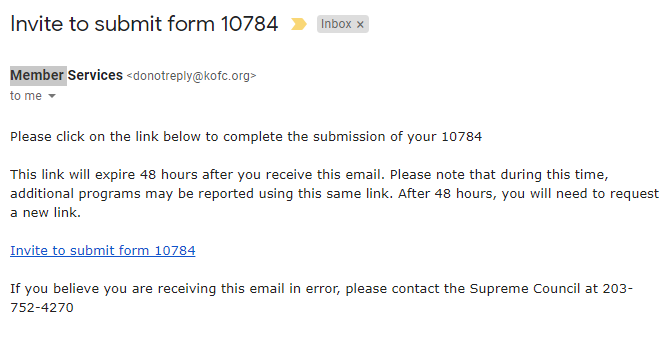 Invite to submit form 10784 Inbox ×
Member Services <donotreply@kofc.org>
to me
Please click on the link below to complete the submission of your 10784
This link will expire 48 hours after you receive this email. Please note that during this time,
additional programs may be reported using this same link. After 48 hours, you will need to request
a new link.
Invite to submit form 10784
If you believe you are receiving this email in error, please contact the Supreme Council at 203-
752-4270